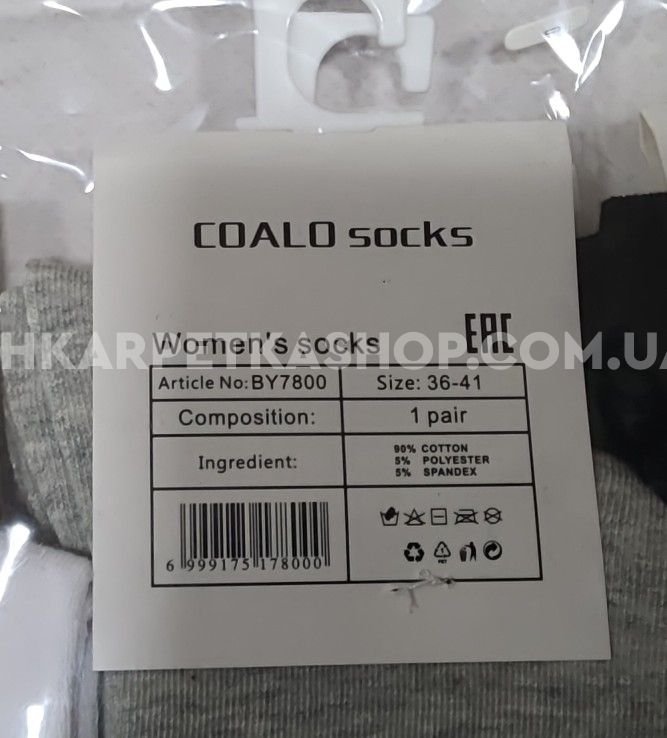 COALO socks
Women's socks
EAC
HKARPETKASHOP.COM.UA
Article No: BY7800 Size: 36-41
Composition: 1 pair
Ingredient:
90% COTTON
5% POLYESTER
5% SPANDEX
6 999175 178000
PET